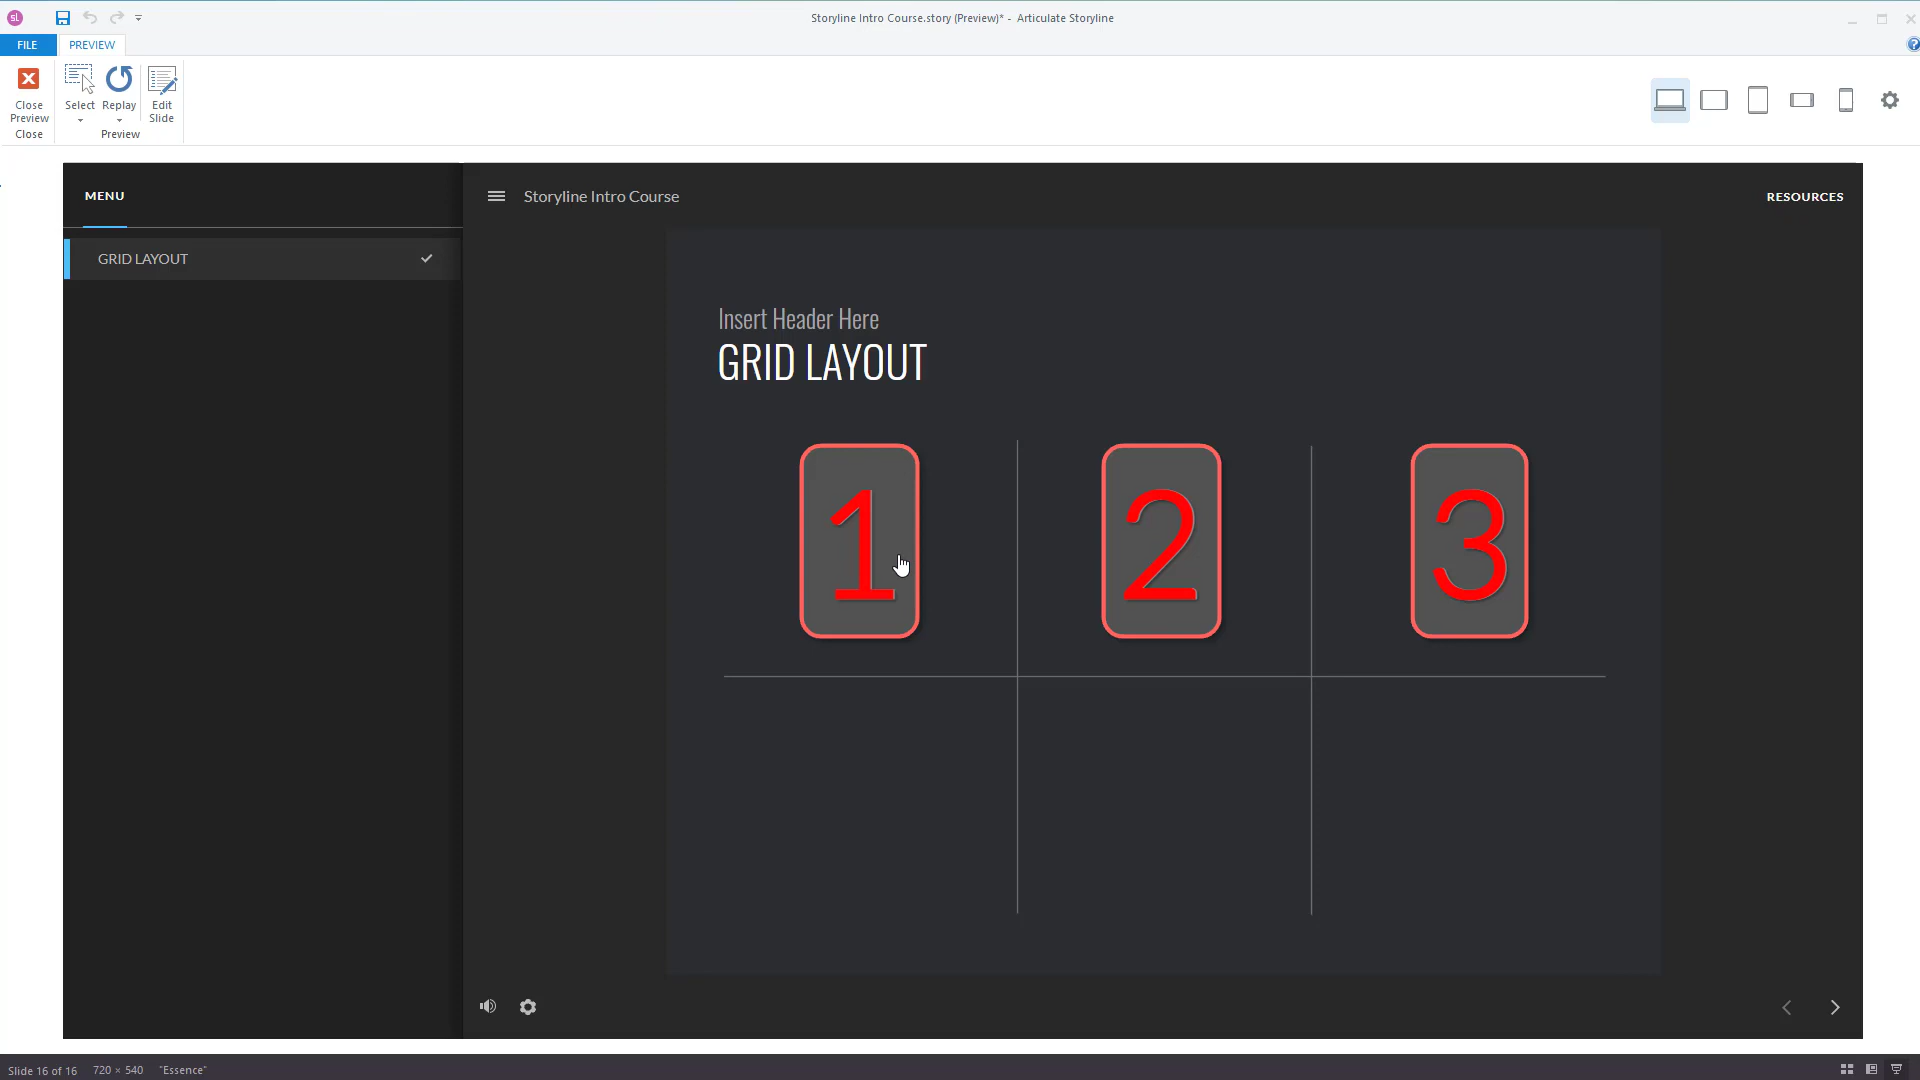 sl
Storyline Intro Course.story (Preview)* - Articulate Storyline
FILE
PREVIEW
?
Close
Preview
Select
Replay
Edit
Slide
Close
Preview
MENU
Storyline Intro Course
RESOURCES
GRID LAYOUT
Insert Header Here
GRID LAYOUT
1 2 3
Slide 16 of 16 720 × 540 "Essence"